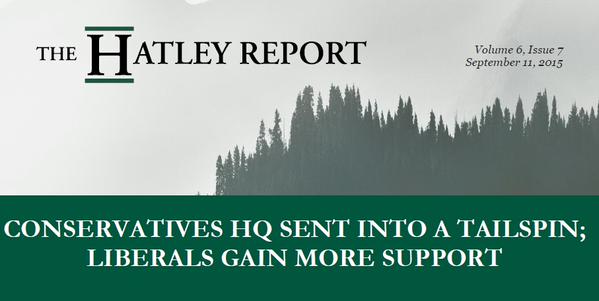 THE HATLEY REPORT
Volume 6, Issue 7
September 11, 2015
CONSERVATIVES HQ SENT INTO A TAILSPIN;
LIBERALS GAIN MORE SUPPORT